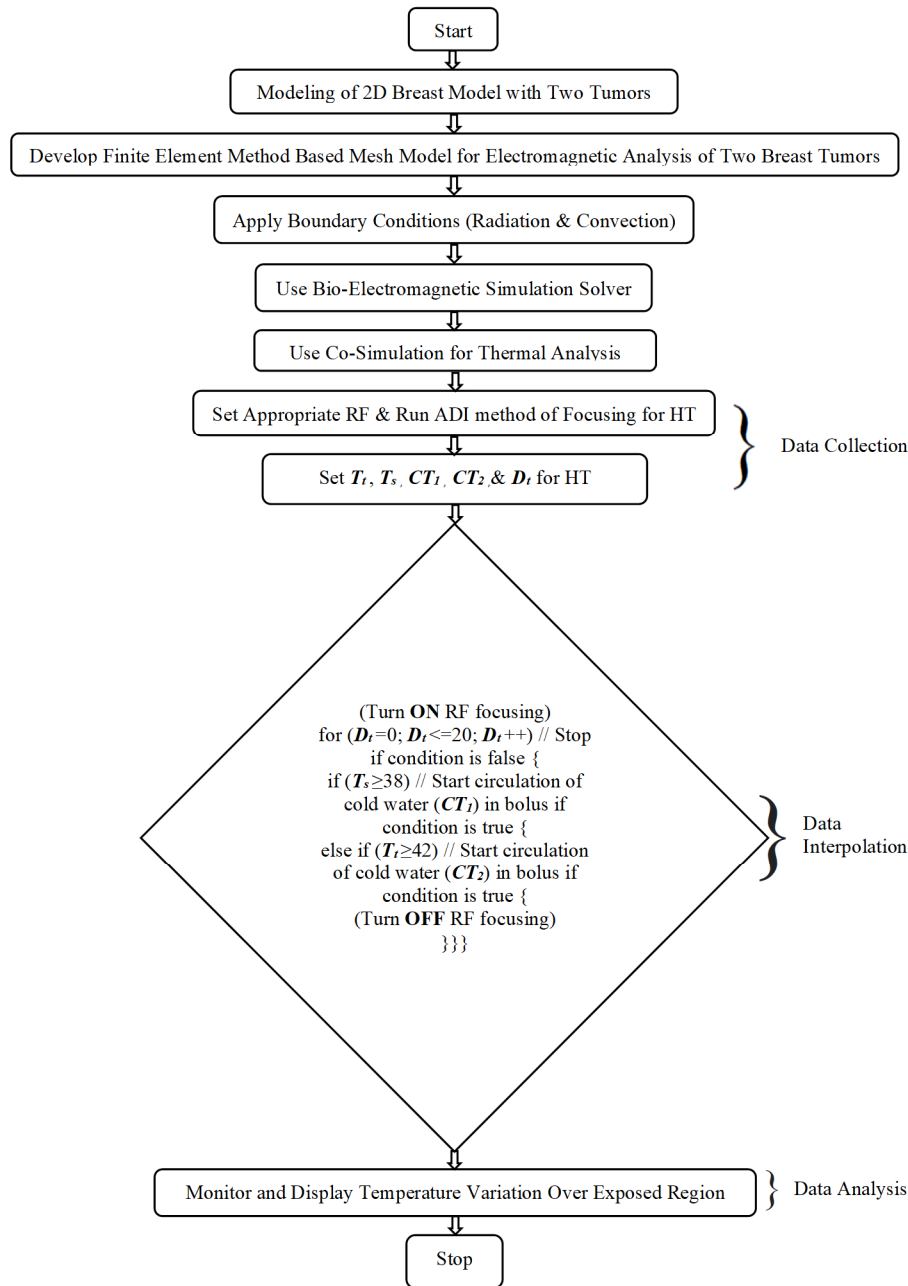 Start
Modeling of 2D Breast Model with Two Tumors
Develop Finite Element Method Based Mesh Model for Electromagnetic Analysis of Two Breast Tumors
Apply Boundary Conditions (Radiation & Convection)
Use Bio-Electromagnetic Simulation Solver
Use Co-Simulation for Thermal Analysis
Set Appropriate RF & Run ADI method of Focusing for HT
Set Tt, Ts, CT1, CT2,& Dt for HT
} Data Collection
(Turn ON RF focusing)
for (Dt=0; Dt<=20; Dt++) // Stop
if condition is false {
if (Ts≥38) // Start circulation of
cold water (CT1) in bolus if
condition is true {
else if (Tt≥42) // Start circulation
of cold water (CT2) in bolus if
condition is true {
(Turn OFF RF focusing)
}}}
} Data
Interpolation
Monitor and Display Temperature Variation Over Exposed Region
} Data Analysis
Stop